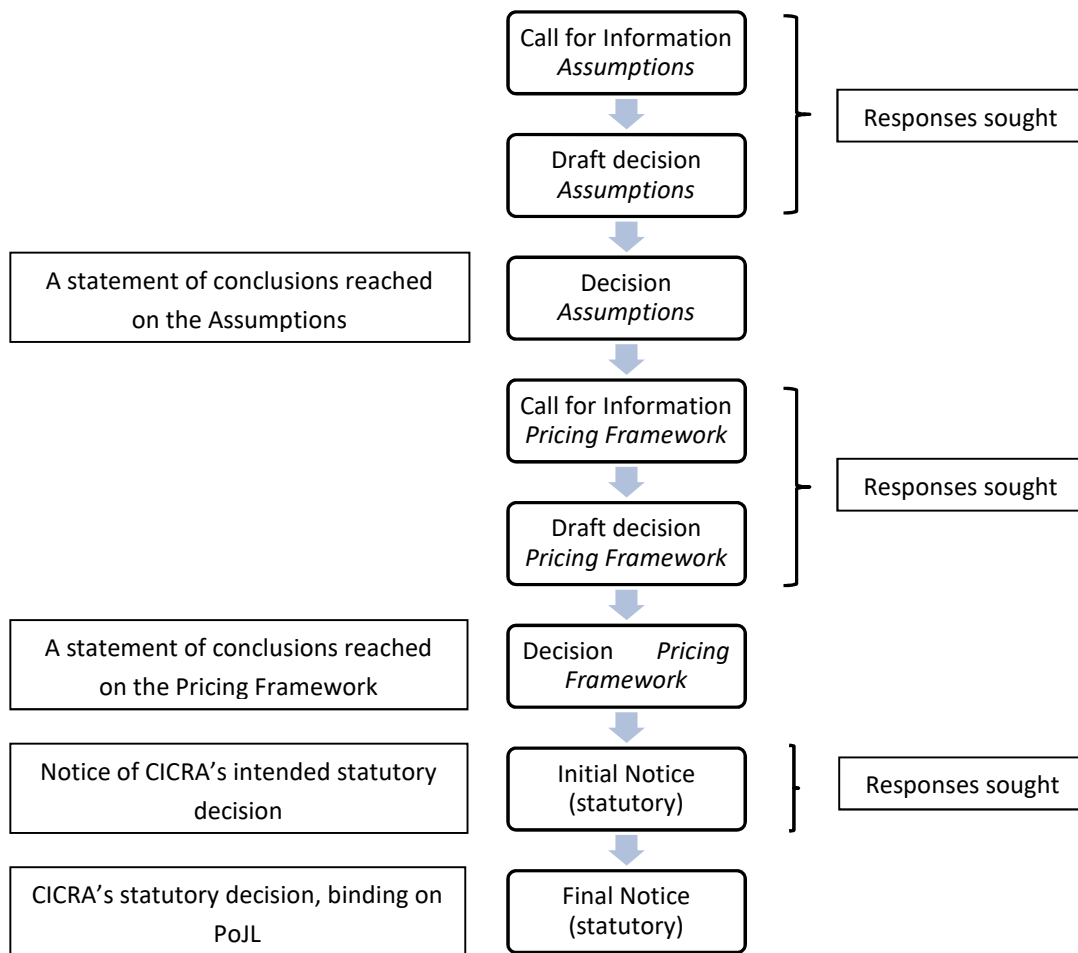 Call for Information
Assumptions
Responses sought
Draft decision
Assumptions
A statement of conclusions reached
on the Assumptions
Decision
Assumptions
Call for Information
Pricing Framework
Responses sought
Draft decision
Pricing Framework
A statement of conclusions reached
on the Pricing Framework
Decision Pricing
Framework
Notice of CICRA’s intended statutory
decision
Initial Notice
(statutory)
Responses sought
CICRA’s statutory decision, binding on
PoJL
Final Notice
(statutory)